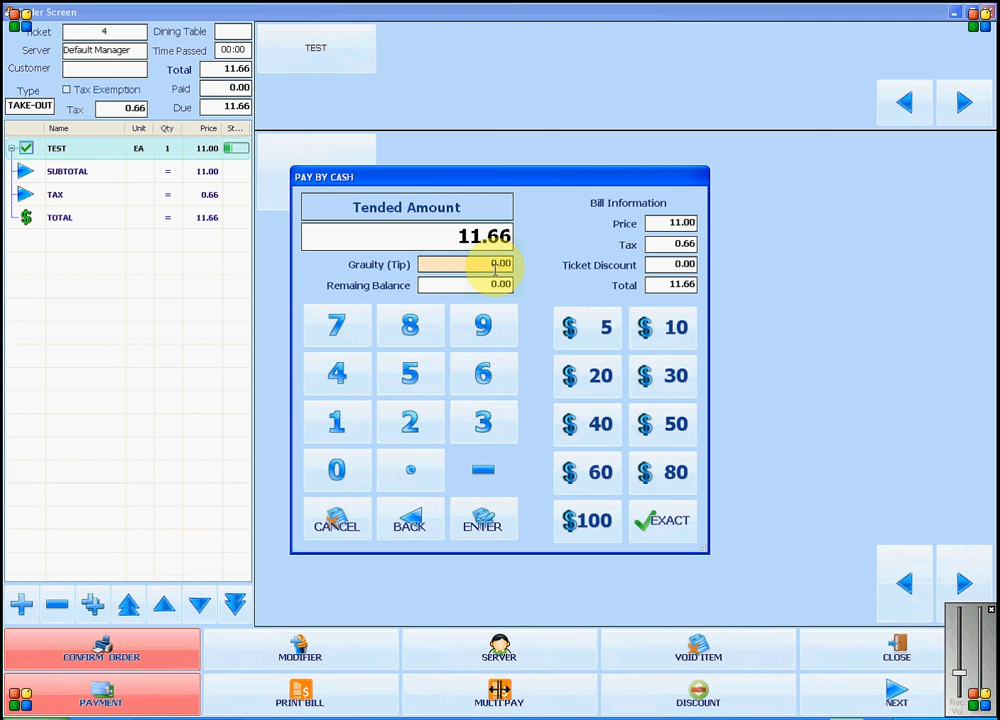 der Screen
Ticket 4 Dining Table
Server Default Manager Time Passed 00:00
Customer Total 11.66
Type Tax Exemption Paid 0.00
TAKE-OUT Tax 0.66 Due 11.66
Name Unit Qty Price St...
TEST EA 1 11.00
SUBTOTAL = 11.00
TAX = 0.66
TOTAL = 11.66
TEST
PAY BY CASH
Tended Amount
11.66
Grauity (Tip) 0.00
Remaing Balance 0.00
Bill Information
Price 11.00
Tax 0.66
Ticket Discount 0.00
Total 11.66
7 8 9
4 5 6
1 2 3
0 . -
CANCEL BACK ENTER
$ 5 $ 10
$ 20 $ 30
$ 40 $ 50
$ 60 $ 80
$100 EXACT
CONFIRM ORDER MODIFIER SERVER VOID ITEM CLOSE
PAYMENT PRINT BILL MULTI PAY DISCOUNT NEXT
Rec.
Vol.